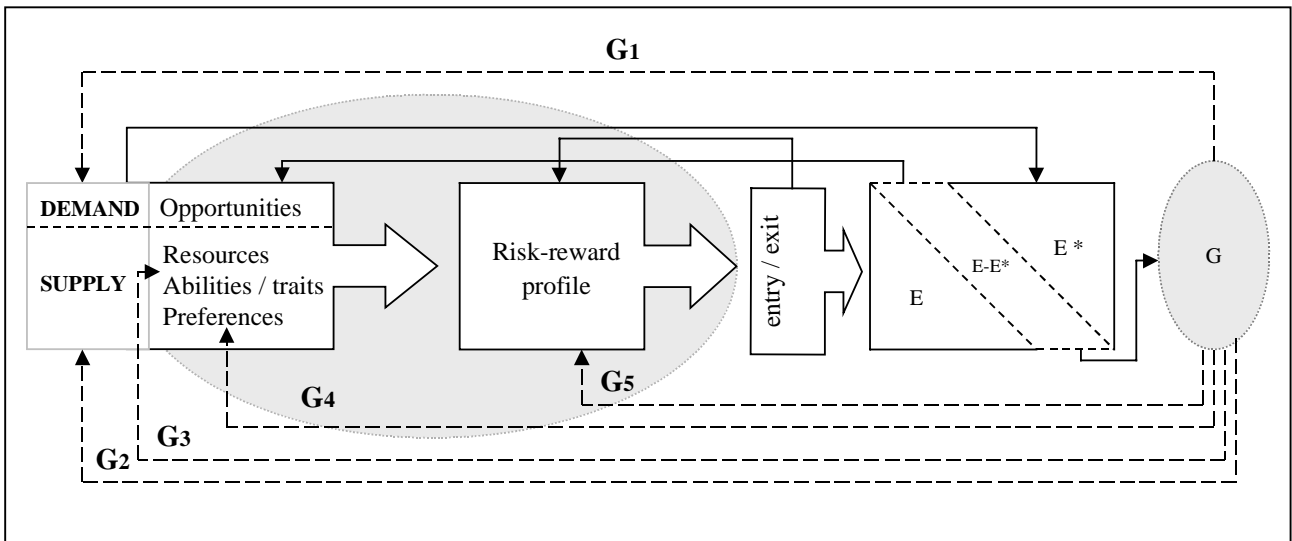 G1
DEMAND
Opportunities
SUPPLY
Resources
Abilities / traits
Preferences
Risk-reward
profile
entry / exit
E
E-E*
E *
G
G5
G4
G3
G2